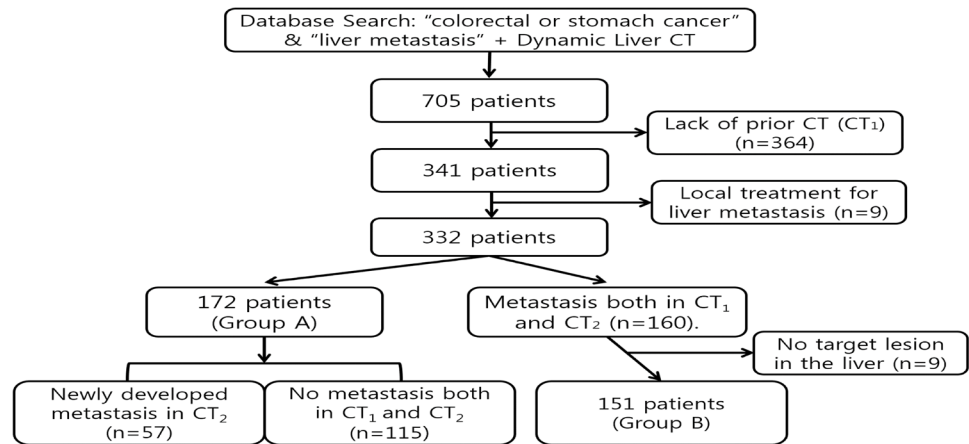 Database Search: “colorectal or stomach cancer”
& “liver metastasis” + Dynamic Liver CT
705 patients
Lack of prior CT (CT₁)
(n=364)
341 patients
Local treatment for
liver metastasis (n=9)
332 patients
172 patients
(Group A)
Metastasis both in CT₁
and CT₂ (n=160).
No target lesion
in the liver (n=9)
Newly developed
metastasis in CT₂
(n=57)
No metastasis both
in CT₁ and CT₂
(n=115)
151 patients
(Group B)